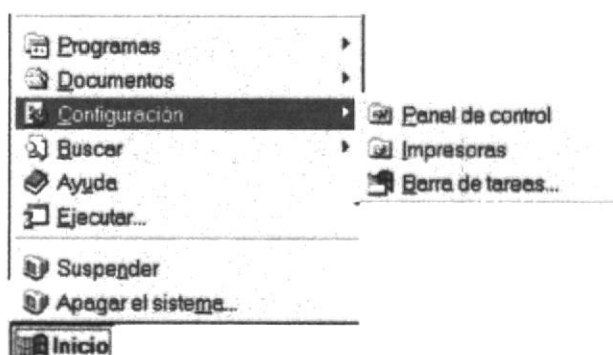 Programas
Documentos
Configuración
Buscar
Ayuda
Ejecutar...
Suspender
Apagar el sistema...
Inicio
Panel de control
Impresoras
Barra de tareas...